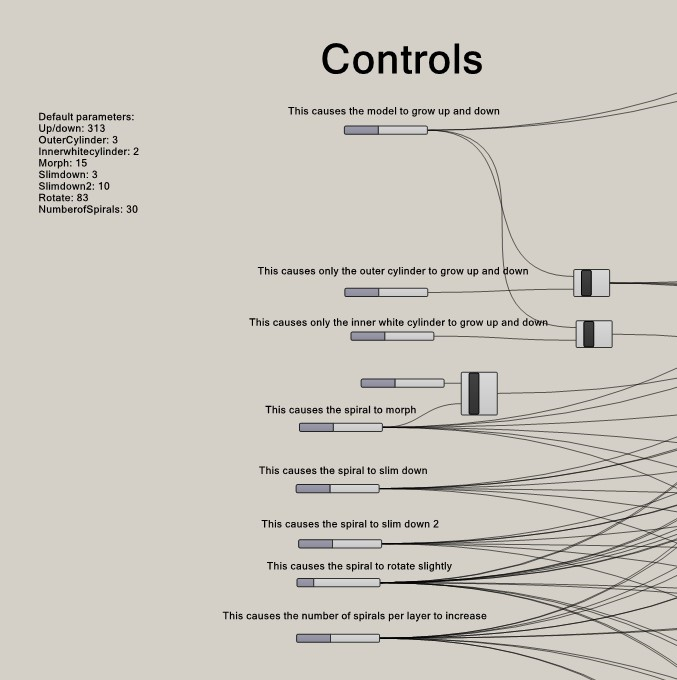 Controls
Default parameters:
Up/down: 313
OuterCylinder: 3
Innerwhitecylinder: 2
Morph: 15
Slimdown: 3
Slimdown2: 10
Rotate: 83
NumberofSpirals: 30
This causes the model to grow up and down
This causes only the outer cylinder to grow up and down
This causes only the inner white cylinder to grow up and down
This causes the spiral to morph
This causes the spiral to slim down
This causes the spiral to slim down 2
This causes the spiral to rotate slightly
This causes the number of spirals per layer to increase